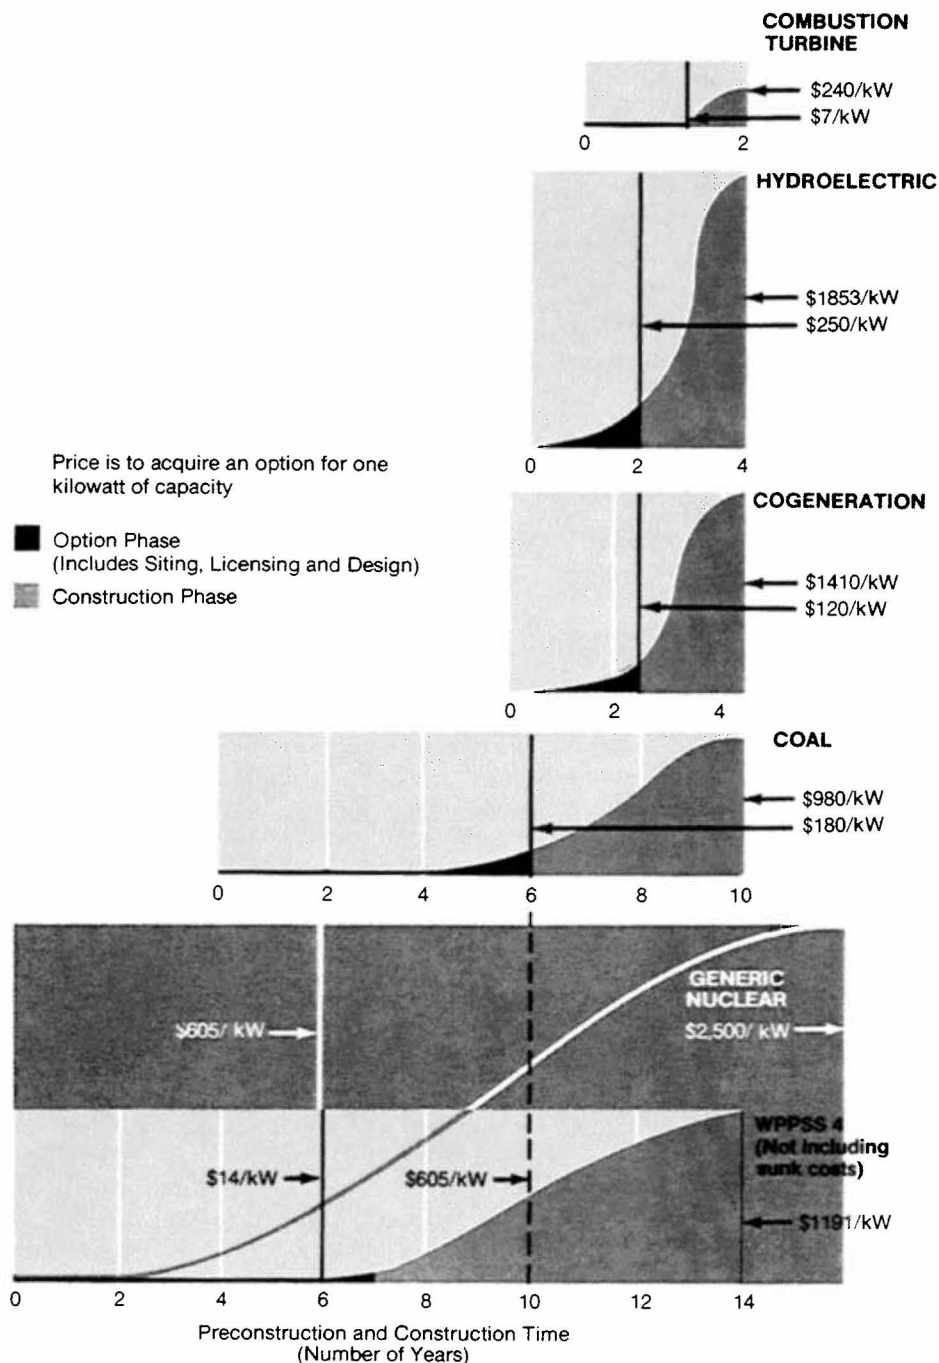 COMBUSTION
TURBINE
$240/kW
$7/kW
0 2
HYDROELECTRIC
$1853/kW
$250/kW
0 2 4
Price is to acquire an option for one
kilowatt of capacity
Option Phase
(Includes Siting, Licensing and Design)
Construction Phase
COGENERATION
$1410/kW
$120/kW
0 2 4
COAL
$980/kW
$180/kW
0 2 4 6 8 10
GENERIC
NUCLEAR
$605/ kW
$2,500/ kW
WPPSS 4
(Not including
sunk costs)
$14/kW
$605/kW
$1191/kW
0 2 4 6 8 10 12 14
Preconstruction and Construction Time
(Number of Years)